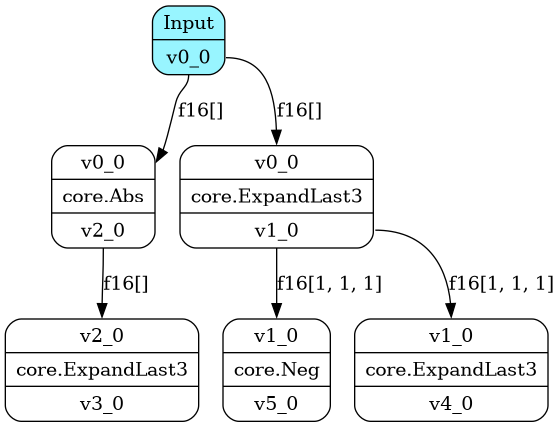 Input
v0_0
f16[]
f16[]
v0_0
core.Abs
v2_0
v0_0
core.ExpandLast3
v1_0
f16[]
f16[1, 1, 1]
f16[1, 1, 1]
v2_0
core.ExpandLast3
v3_0
v1_0
core.Neg
v5_0
v1_0
core.ExpandLast3
v4_0